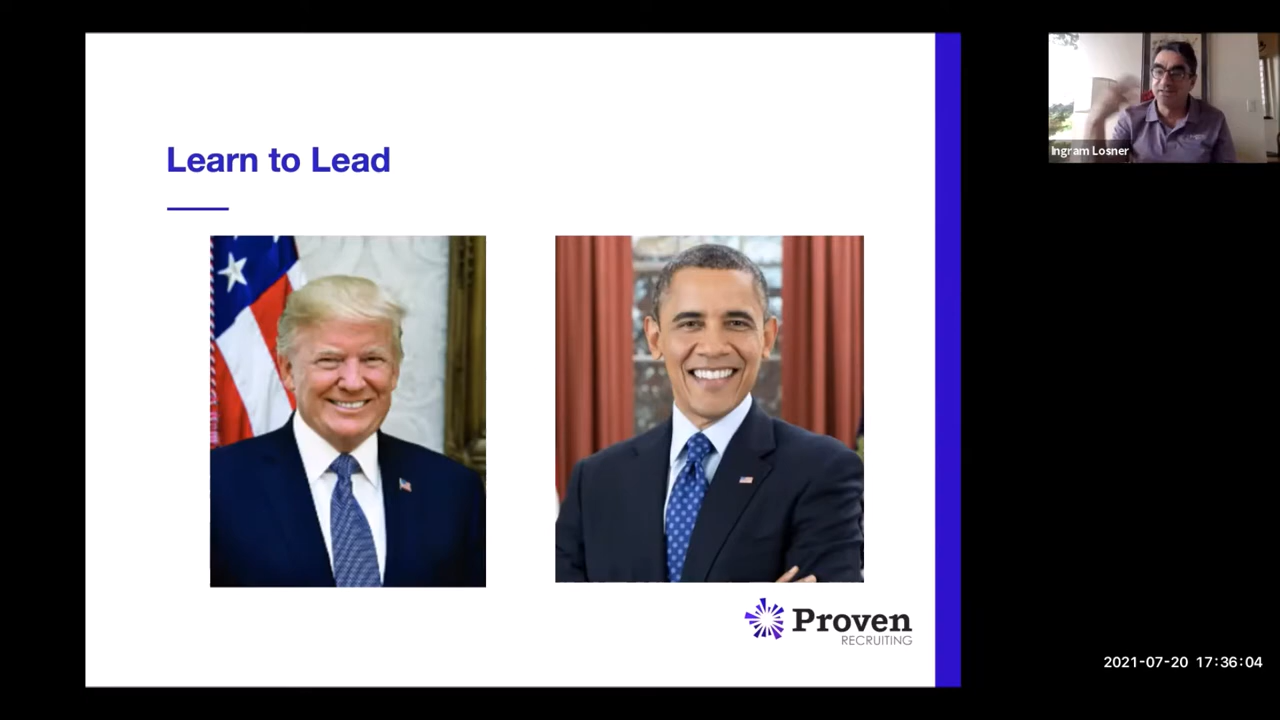 Learn to Lead
Proven
RECRUITING
Ingram Losner
2021-07-20 17:36:04